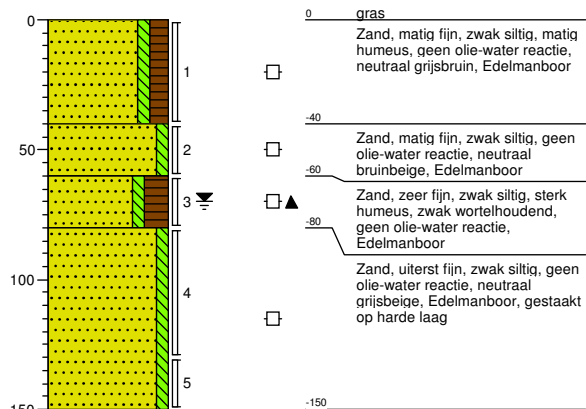 0
0
gras
Zand, matig fijn, zwak siltig, matig
humeus, geen olie-water reactie,
neutraal grijsbruin, Edelmanboor
1
-40
Zand, matig fijn, zwak siltig, geen
olie-water reactie, neutraal
bruinbeige, Edelmanboor
50
2
-60
Zand, zeer fijn, zwak siltig, sterk
humeus, zwak wortelhoudend,
geen olie-water reactie,
Edelmanboor
3
-80
Zand, uiterst fijn, zwak siltig, geen
olie-water reactie, neutraal
grijsbeige, Edelmanboor, gestaakt
op harde laag
100
4
5
150
-150